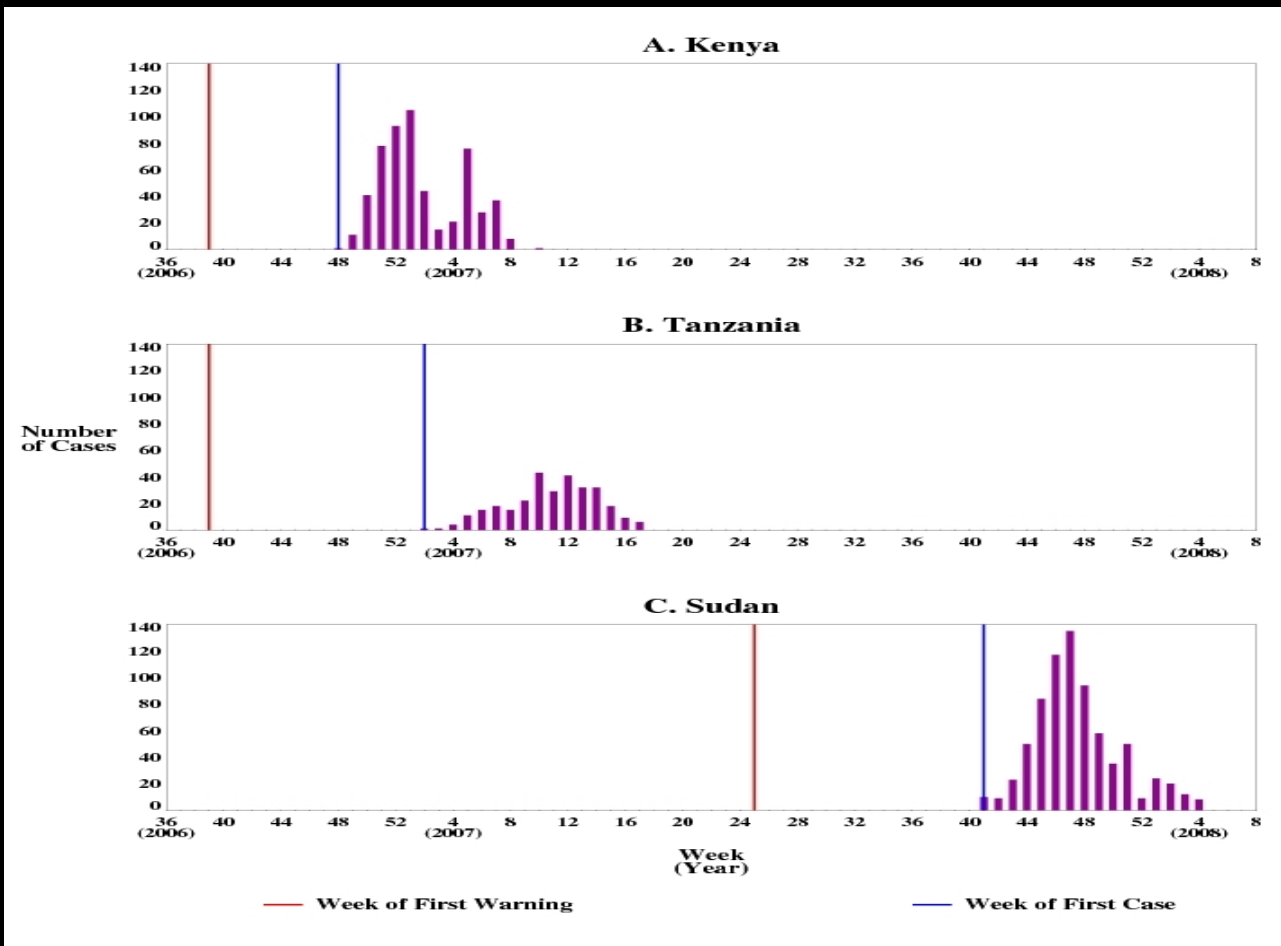 A. Kenya
140
120
100
80
60
40
20
0
36 40 44 48 52 4 8 12 16 20 24 28 32 36 40 44 48 52 4 8
(2006) (2007) (2008)
B. Tanzania
140
120
100
80
60
40
20
0
Number
of Cases
36 40 44 48 52 4 8 12 16 20 24 28 32 36 40 44 48 52 4 8
(2006) (2007) (2008)
C. Sudan
140
120
100
80
60
40
20
0
36 40 44 48 52 4 8 12 16 20 24 28 32 36 40 44 48 52 4 8
(2006) (2007) (2008)
Week
(Year)
Week of First Warning
Week of First Case